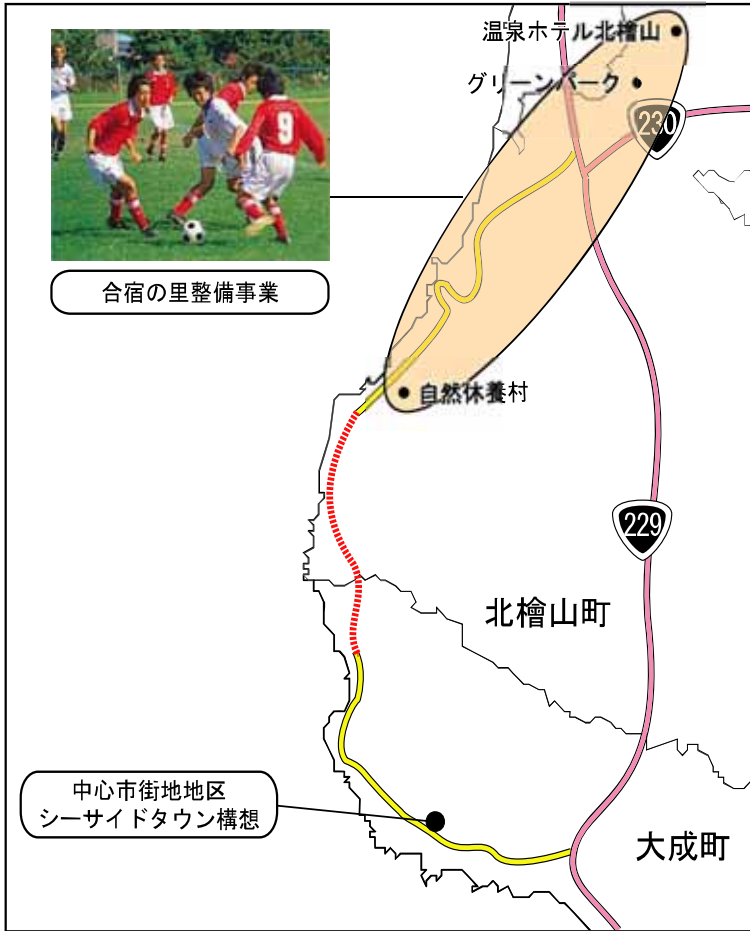 温泉ホテル北檜山
グリーンパーク
230
9
合宿の里整備事業
自然休養村
229
北檜山町
中心市街地地区
シーサイドタウン構想
大成町